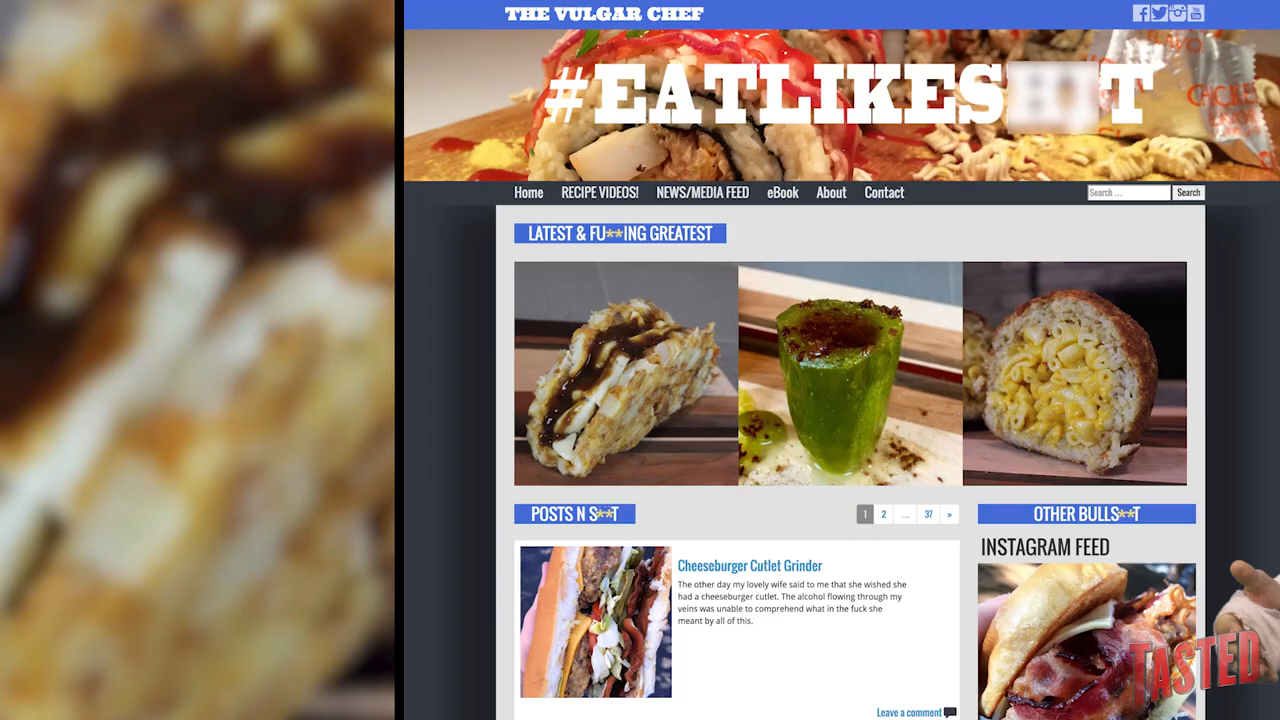 THE VULGAR CHEF
#EATLIKES T
Home RECIPE VIDEOS! NEWS/MEDIA FEED eBook About Contact
Search ... Search
LATEST & FU**ING GREATEST
POSTS N S**T
1 2 ... 37 »
OTHER BULLS**T
INSTAGRAM FEED
Cheeseburger Cutlet Grinder
The other day my lovely wife said to me that she wished she
had a cheeseburger cutlet. The alcohol flowing through my
veins was unable to comprehend what in the fuck she
meant by all of this.
Leave a comment
TASTED